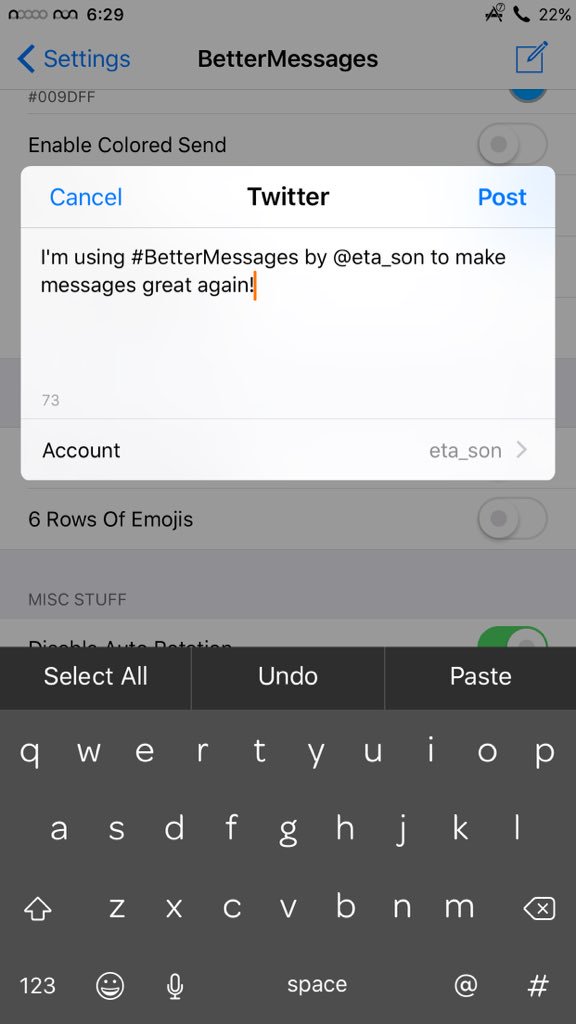 6:29
7
22%
Settings
BetterMessages
#009DFF
Enable Colored Send
Cancel
Twitter
Post
I'm using #BetterMessages by @eta_son to make
messages great again!
73
Account
eta_son
6 Rows Of Emojis
MISC STUFF
Disable Auto Rotation
Select All
Undo
Paste
q w e r t y u i o p
a s d f g h j k l
z x c v b n m
123
space
@
#